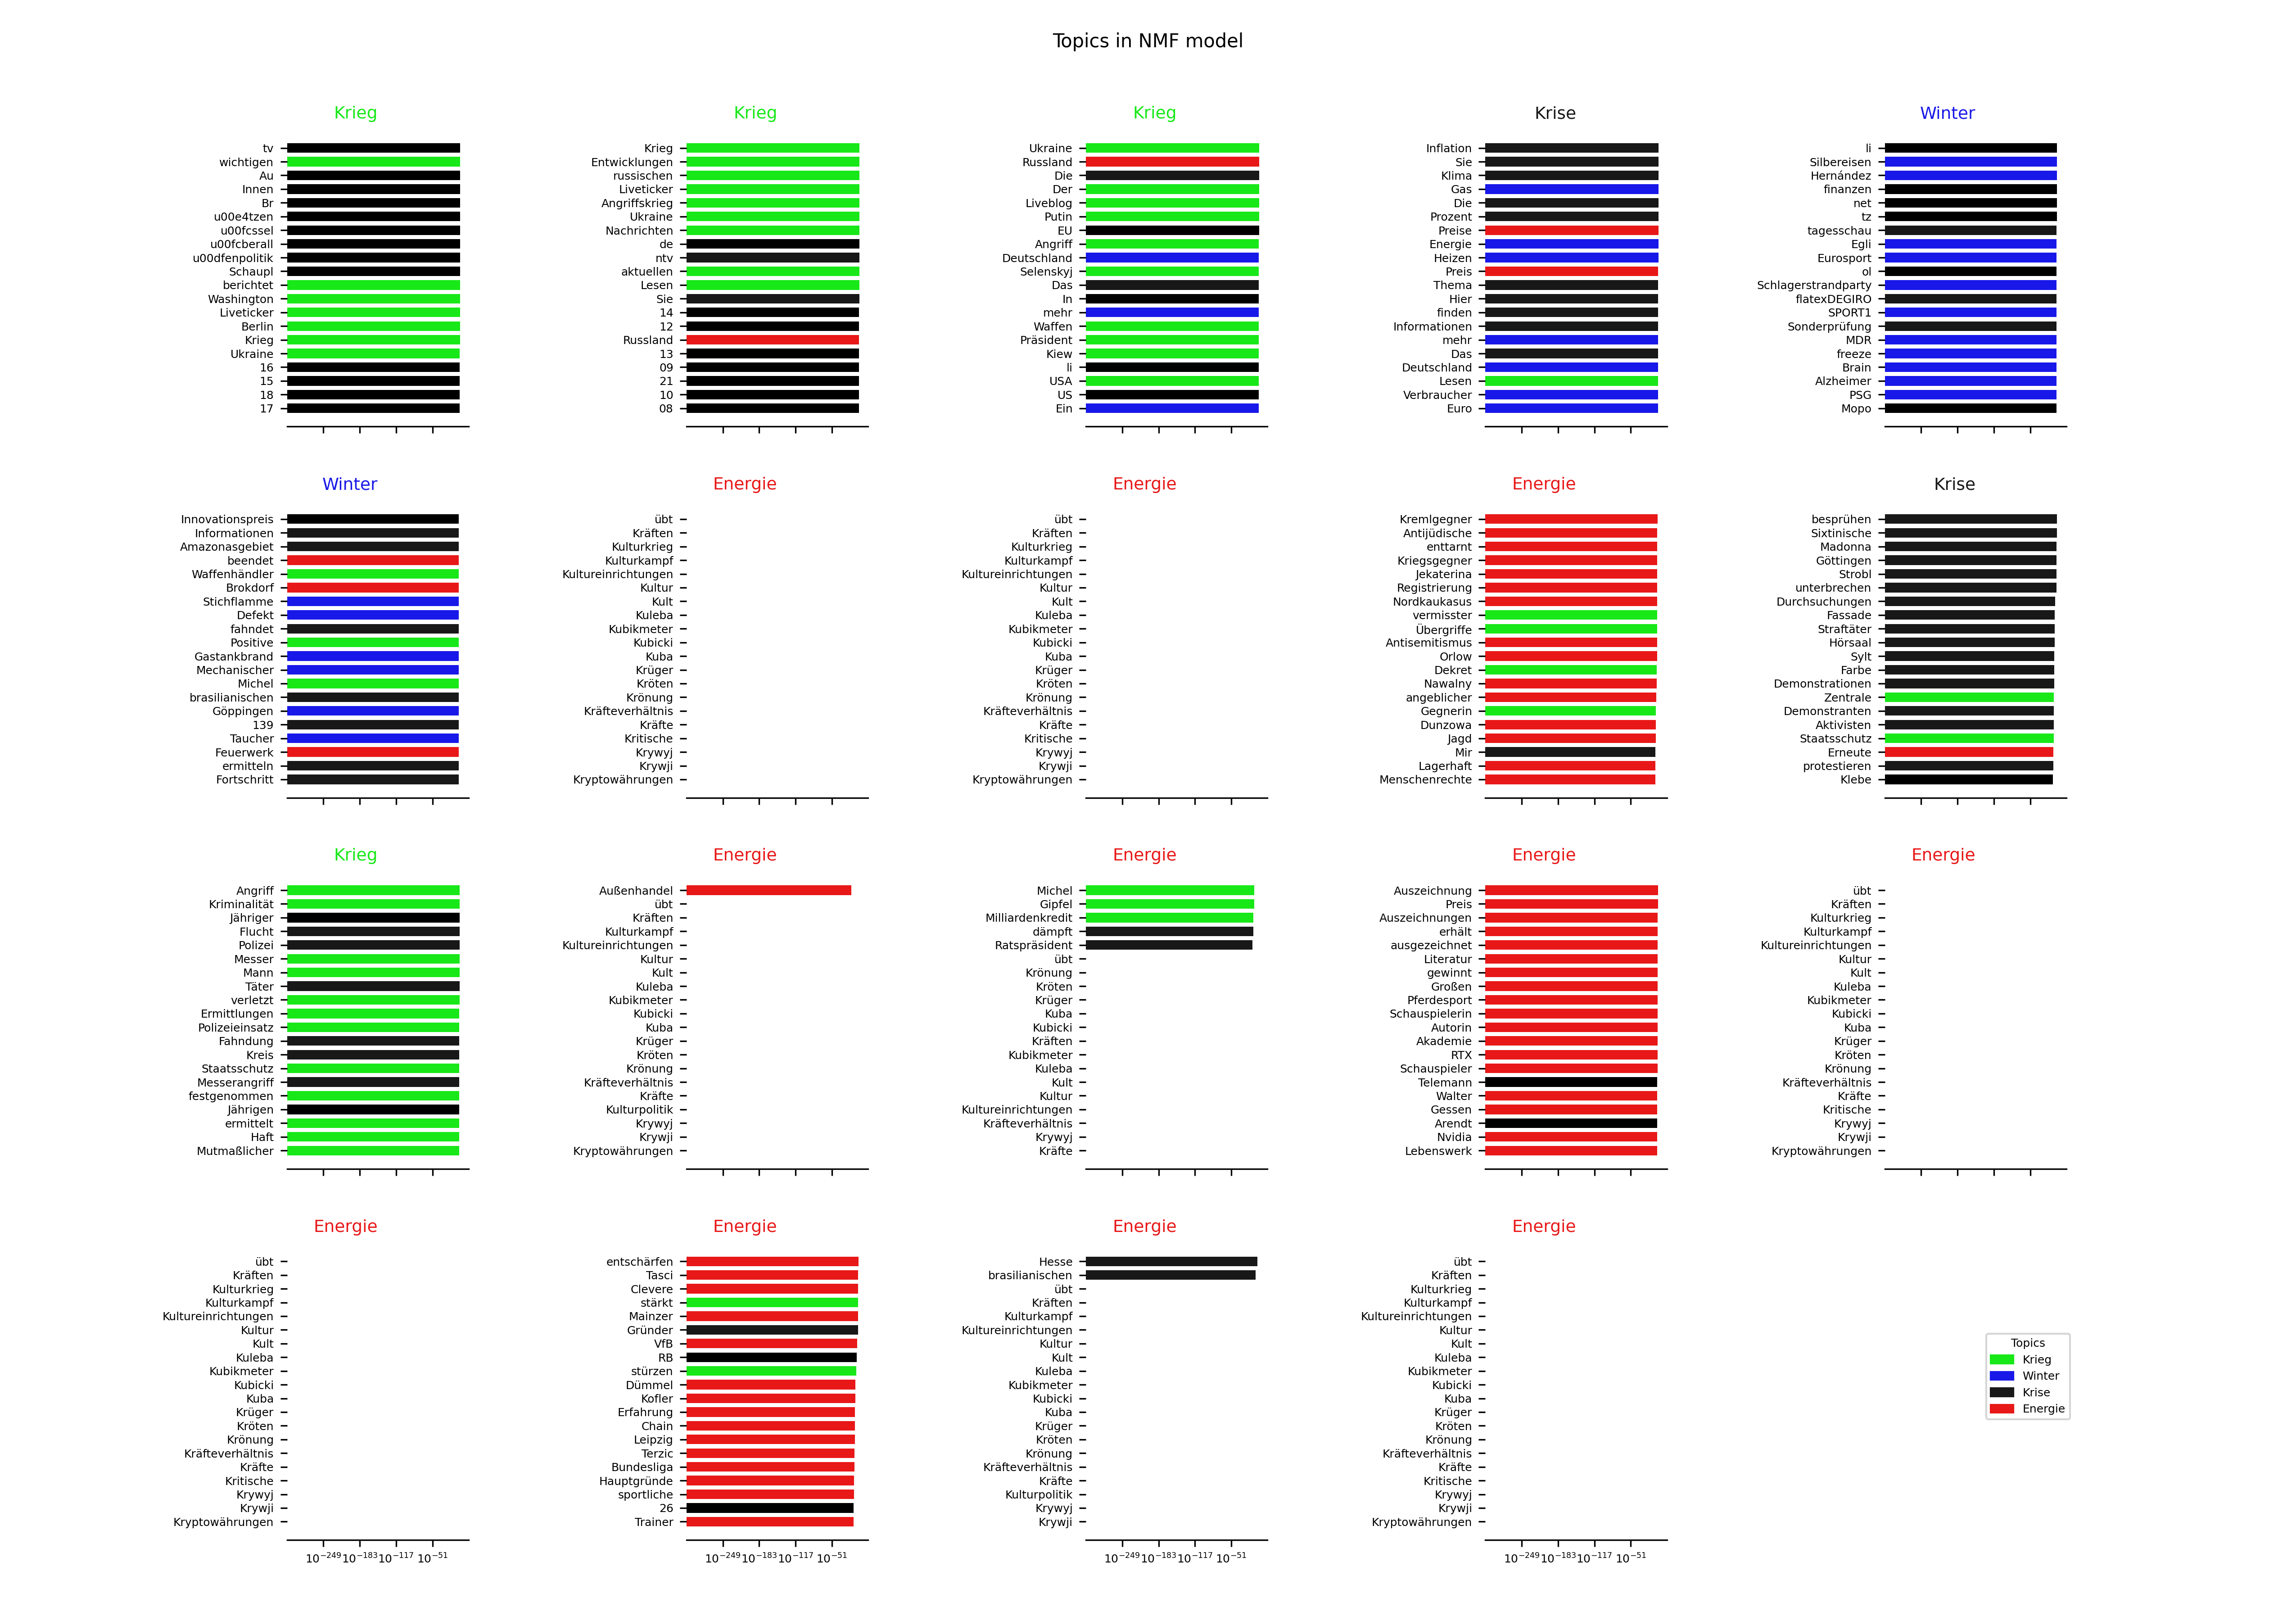 Topics in NMF model
Krieg
tv
wichtigen
Au
Innen
Br
u00e4tzen
u00fcssel
u00fcberall
u00dfenpolitik
Schaupl
berichtet
Washington
Liveticker
Berlin
Krieg
Ukraine
16
15
18
17
Krieg
Krieg
Entwicklungen
russischen
Liveticker
Angriffskrieg
Ukraine
Nachrichten
de
ntv
aktuellen
Lesen
Sie
14
12
Russland
13
09
21
10
08
Krieg
Ukraine
Russland
Die
Der
Liveblog
Putin
EU
Angriff
Deutschland
Selenskyj
Das
In
mehr
Waffen
Präsident
Kiew
li
USA
US
Ein
Krise
Inflation
Sie
Klima
Gas
Die
Prozent
Preise
Energie
Heizen
Preis
Thema
Hier
finden
Informationen
mehr
Das
Deutschland
Lesen
Verbraucher
Euro
Winter
li
Silbereisen
Hernández
finanzen
net
tz
tagesschau
Egli
Eurosport
ol
Schlagerstrandparty
flatexDEGIRO
SPORT1
Sonderprüfung
MDR
freeze
Brain
Alzheimer
PSG
Mopo
Winter
Innovationspreis
Informationen
Amazonasgebiet
beendet
Waffenhändler
Brokdorf
Stichflamme
Defekt
fahndet
Positive
Gastankbrand
Mechanischer
Michel
brasilianischen
Göppingen
139
Taucher
Feuerwerk
ermitteln
Fortschritt
Energie
übt
Kräften
Kulturkrieg
Kulturkampf
Kultureinrichtungen
Kultur
Kult
Kuleba
Kubikmeter
Kubicki
Kuba
Krüger
Kröten
Krönung
Kräfteverhältnis
Kräfte
Kritische
Krywyj
Krywji
Kryptowährungen
Energie
übt
Kräften
Kulturkrieg
Kulturkampf
Kultureinrichtungen
Kultur
Kult
Kuleba
Kubikmeter
Kubicki
Kuba
Krüger
Kröten
Krönung
Kräfteverhältnis
Kräfte
Kritische
Krywyj
Krywji
Kryptowährungen
Energie
Kremlgegner
Antijüdische
enttarnt
Kriegsgegner
Jekaterina
Registrierung
Nordkaukasus
vermisster
Übergriffe
Antisemitismus
Orlow
Dekret
Nawalny
angeblicher
Gegnerin
Dunzowa
Jagd
Mir
Lagerhaft
Menschenrechte
Krise
besprühen
Sixtinische
Madonna
Göttingen
Strobl
unterbrechen
Durchsuchungen
Fassade
Straftäter
Hörsaal
Sylt
Farbe
Demonstrationen
Zentrale
Demonstranten
Aktivisten
Staatsschutz
Erneute
protestieren
Klebe
Krieg
Angriff
Kriminalität
Jähriger
Flucht
Polizei
Messer
Mann
Täter
verletzt
Ermittlungen
Polizeieinsatz
Fahndung
Kreis
Staatsschutz
Messerangriff
festgenommen
Jährigen
ermittelt
Haft
Mutmaßlicher
Energie
Außenhandel
übt
Kräften
Kulturkampf
Kultureinrichtungen
Kultur
Kult
Kuleba
Kubikmeter
Kubicki
Kuba
Krüger
Kröten
Krönung
Kräfteverhältnis
Kräfte
Kulturpolitik
Krywyj
Krywji
Kryptowährungen
Energie
Michel
Gipfel
Milliardenkredit
dämpft
Ratspräsident
übt
Krönung
Kröten
Krüger
Kuba
Kubicki
Kräften
Kubikmeter
Kuleba
Kult
Kultur
Kultureinrichtungen
Kräfteverhältnis
Krywyj
Kräfte
Energie
Auszeichnung
Preis
Auszeichnungen
erhält
ausgezeichnet
Literatur
gewinnt
Großen
Pferdesport
Schauspielerin
Autorin
Akademie
RTX
Schauspieler
Telemann
Walter
Gessen
Arendt
Nvidia
Lebenswerk
Energie
übt
Kräften
Kulturkrieg
Kulturkampf
Kultureinrichtungen
Kultur
Kult
Kuleba
Kubikmeter
Kubicki
Kuba
Krüger
Kröten
Krönung
Kräfteverhältnis
Kräfte
Kritische
Krywyj
Krywji
Kryptowährungen
Energie
übt
Kräften
Kulturkrieg
Kulturkampf
Kultureinrichtungen
Kultur
Kult
Kuleba
Kubikmeter
Kubicki
Kuba
Krüger
Kröten
Krönung
Kräfteverhältnis
Kräfte
Kritische
Krywyj
Krywji
Kryptowährungen
10⁻²⁴⁹ 10⁻¹⁸³ 10⁻¹¹⁷ 10⁻⁵¹
Energie
entschärfen
Tasci
Clevere
stärkt
Mainzer
Gründer
VfB
RB
stürzen
Dümmel
Kofler
Erfahrung
Chain
Leipzig
Terzic
Bundesliga
Hauptgründe
sportliche
26
Trainer
10⁻²⁴⁹ 10⁻¹⁸³ 10⁻¹¹⁷ 10⁻⁵¹
Energie
Hesse
brasilianischen
übt
Kräften
Kulturkampf
Kultureinrichtungen
Kultur
Kult
Kuleba
Kubikmeter
Kubicki
Kuba
Krüger
Kröten
Krönung
Kräfteverhältnis
Kräfte
Kulturpolitik
Krywyj
Krywji
10⁻²⁴⁹ 10⁻¹⁸³ 10⁻¹¹⁷ 10⁻⁵¹
Energie
übt
Kräften
Kulturkrieg
Kulturkampf
Kultureinrichtungen
Kultur
Kult
Kuleba
Kubikmeter
Kubicki
Kuba
Krüger
Kröten
Krönung
Kräfteverhältnis
Kräfte
Kritische
Krywyj
Krywji
Kryptowährungen
10⁻²⁴⁹ 10⁻¹⁸³ 10⁻¹¹⁷ 10⁻⁵¹
Topics
Krieg
Winter
Krise
Energie